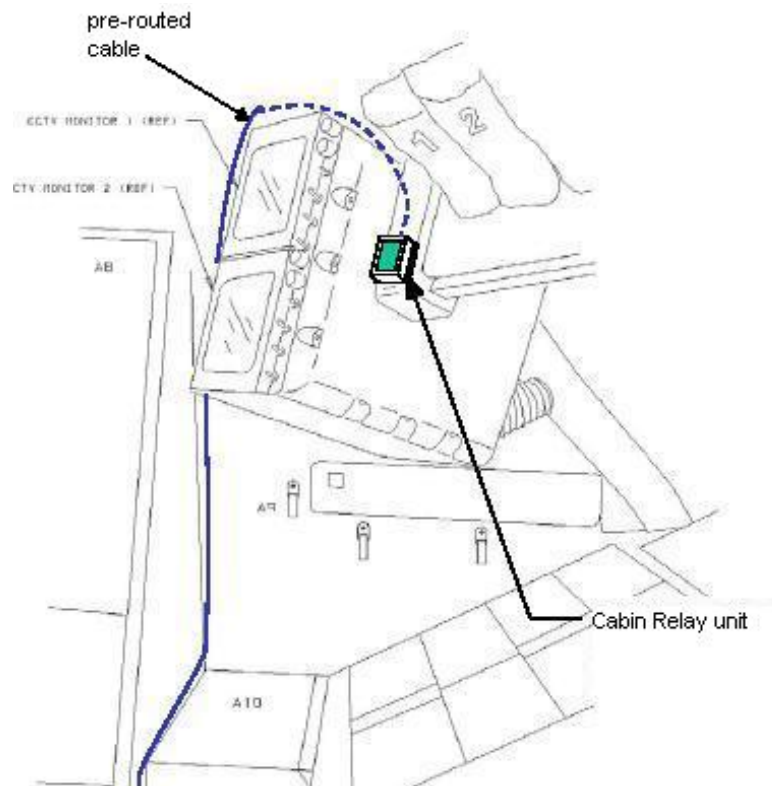 pre-routed
cable
CCTV MONITOR 1 (REF)
CTV MONITOR 2 (REF)
1
2
A8
A9
Cabin Relay unit
A10